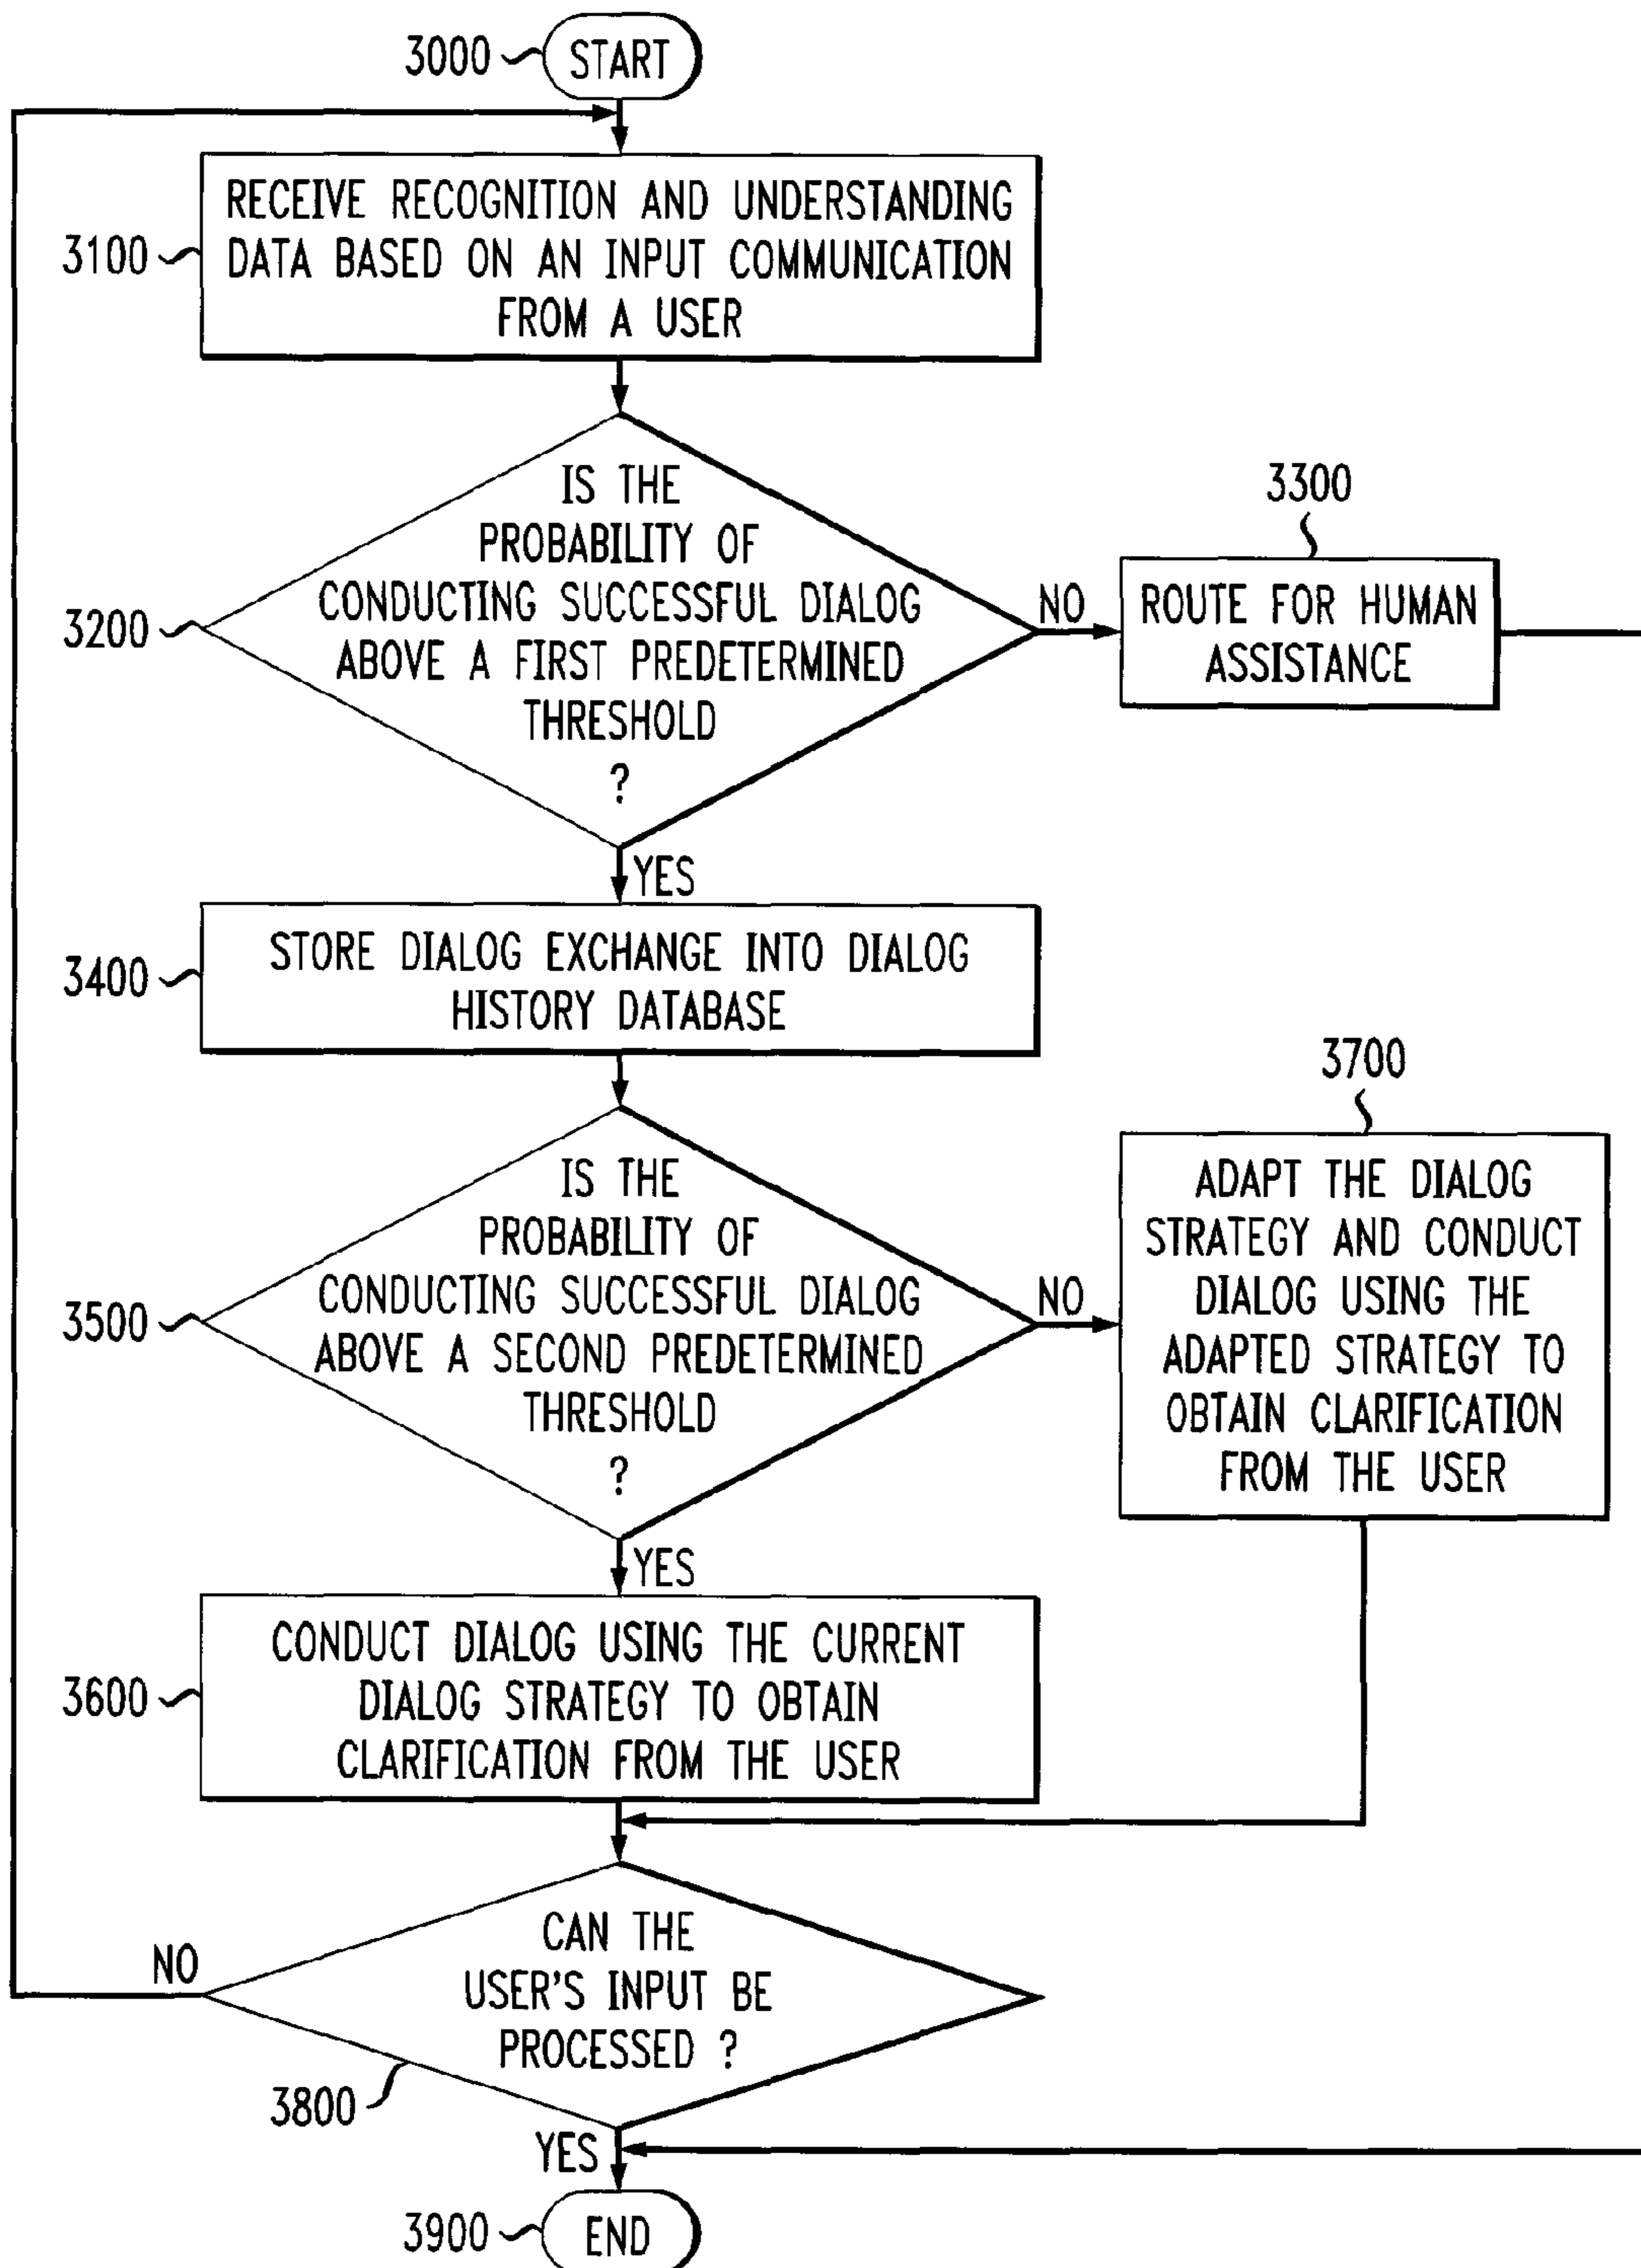 3000
START
RECEIVE RECOGNITION AND UNDERSTANDING
3100
DATA BASED ON AN INPUT COMMUNICATION
FROM A USER
IS THE
PROBABILITY OF
3200
CONDUCTING SUCCESSFUL DIALOG
ABOVE A FIRST PREDETERMINED
THRESHOLD
?
NO
3300
ROUTE FOR HUMAN
ASSISTANCE
YES
3400
STORE DIALOG EXCHANGE INTO DIALOG
HISTORY DATABASE
IS THE
PROBABILITY OF
3500
CONDUCTING SUCCESSFUL DIALOG
ABOVE A SECOND PREDETERMINED
THRESHOLD
?
NO
3700
ADAPT THE DIALOG
STRATEGY AND CONDUCT
DIALOG USING THE
ADAPTED STRATEGY TO
OBTAIN CLARIFICATION
FROM THE USER
YES
CONDUCT DIALOG USING THE CURRENT
3600
DIALOG STRATEGY TO OBTAIN
CLARIFICATION FROM THE USER
NO
CAN THE
USER'S INPUT BE
PROCESSED ?
3800
YES
3900
END